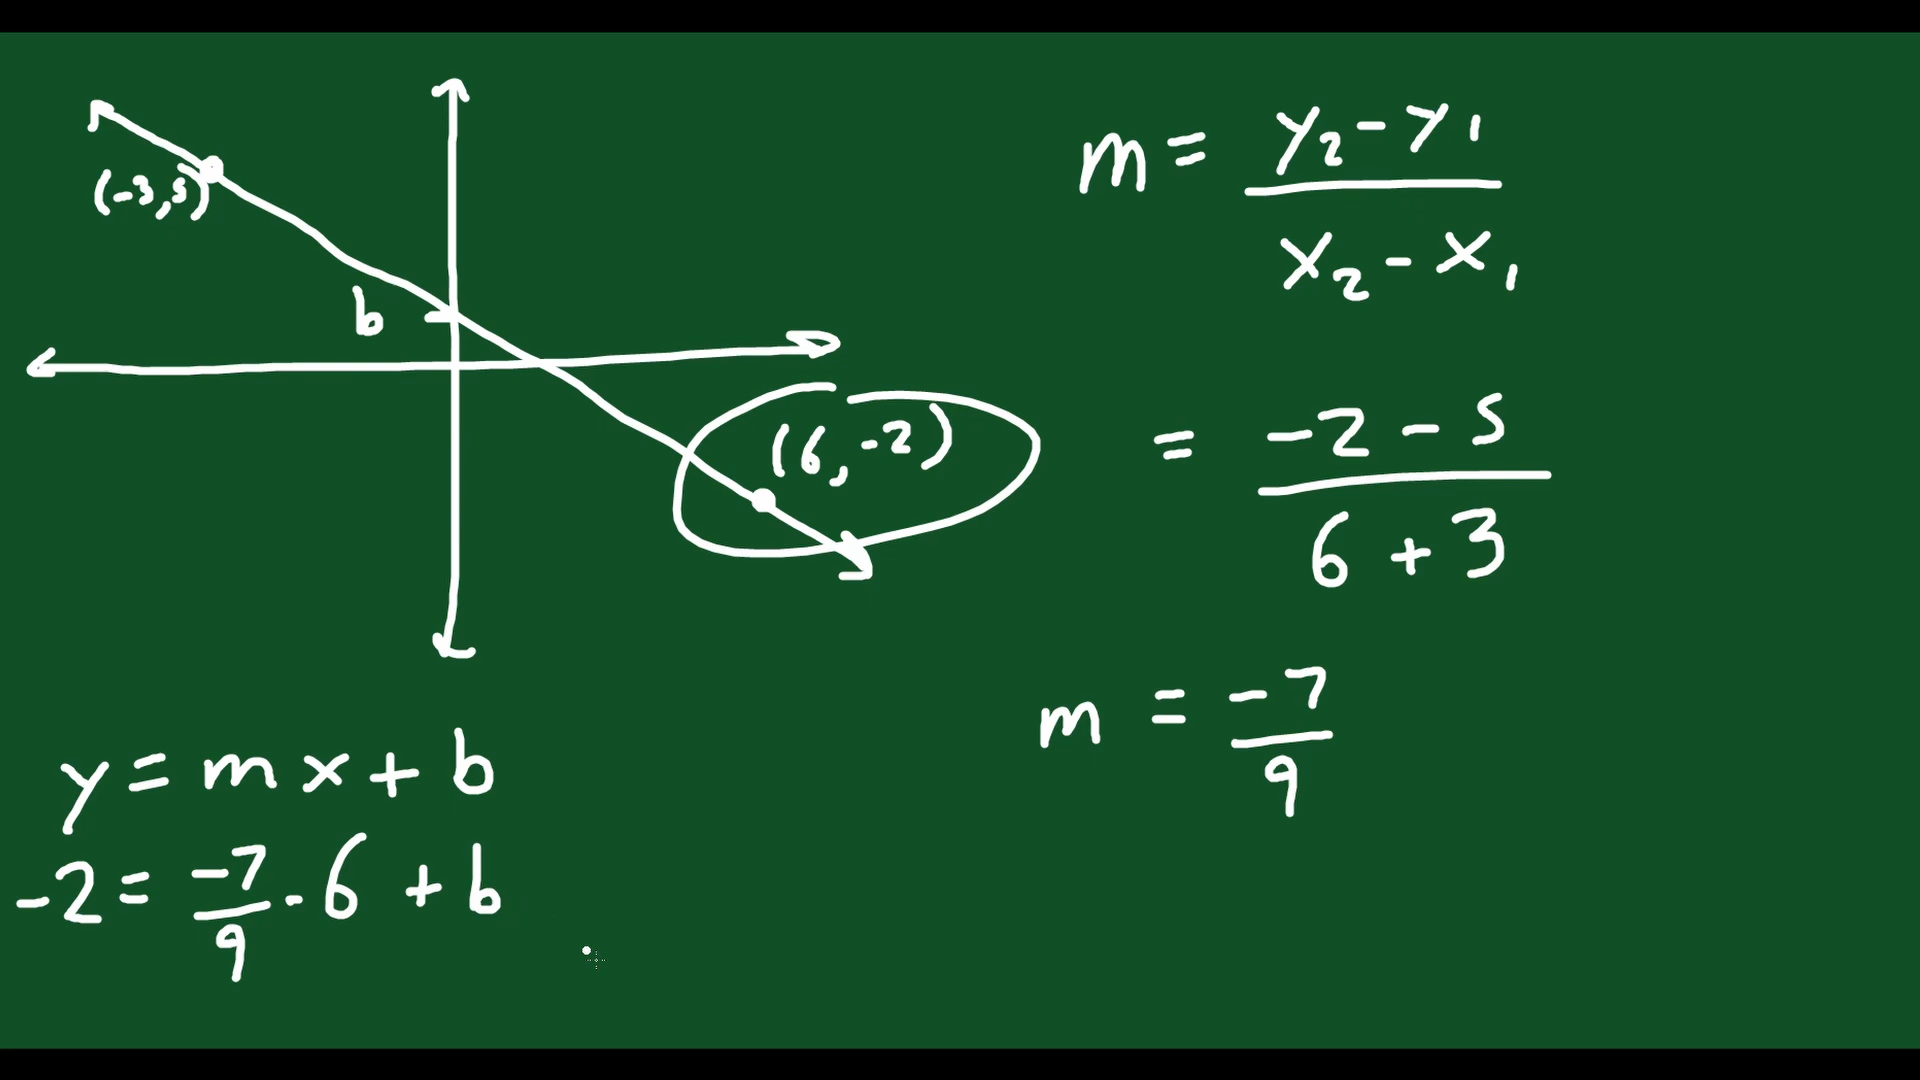 (-3,5)
b
(6,-2)
y = mx + b
-2 = -7/9 · 6 + b
m = y₂ - y₁ / x₂ - x₁
= -2 - 5 / 6 + 3
m = -7/9